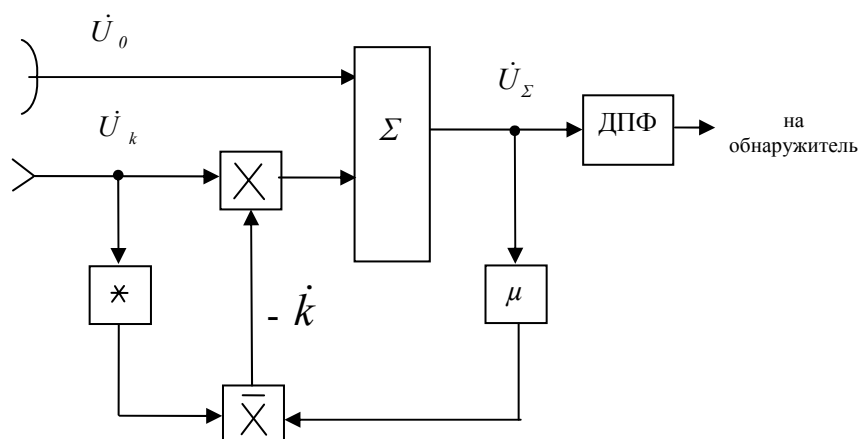 U̇₀
U̇_Σ
U̇ₖ
Σ
ДПФ
на
обнаружитель
*
μ
- k̇
X̅